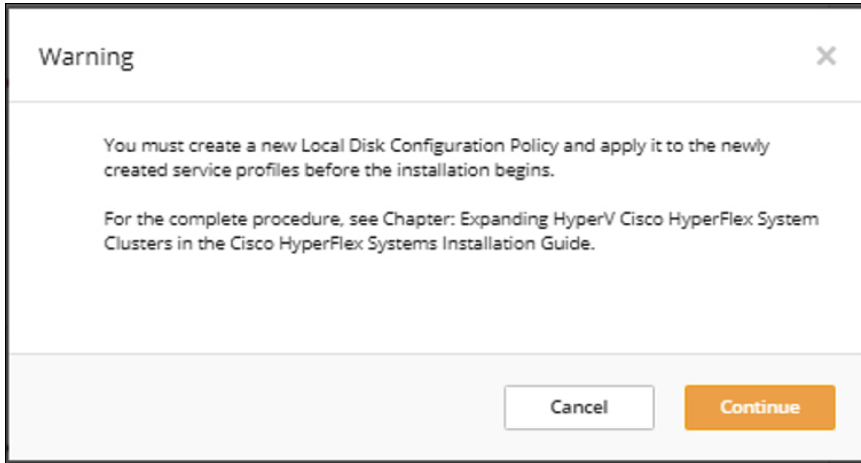 Warning
You must create a new Local Disk Configuration Policy and apply it to the newly
created service profiles before the installation begins.
For the complete procedure, see Chapter: Expanding HyperV Cisco HyperFlex System
Clusters in the Cisco HyperFlex Systems Installation Guide.
Cancel
Continue